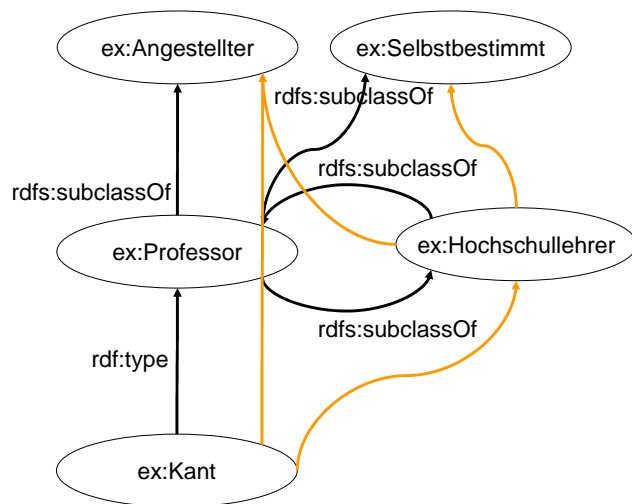 ex:Angestellter
ex:Selbstbestimmt
rdfs:subclassOf
rdfs:subclassOf
rdfs:subclassOf
ex:Professor
ex:Hochschullehrer
rdfs:subclassOf
rdf:type
ex:Kant